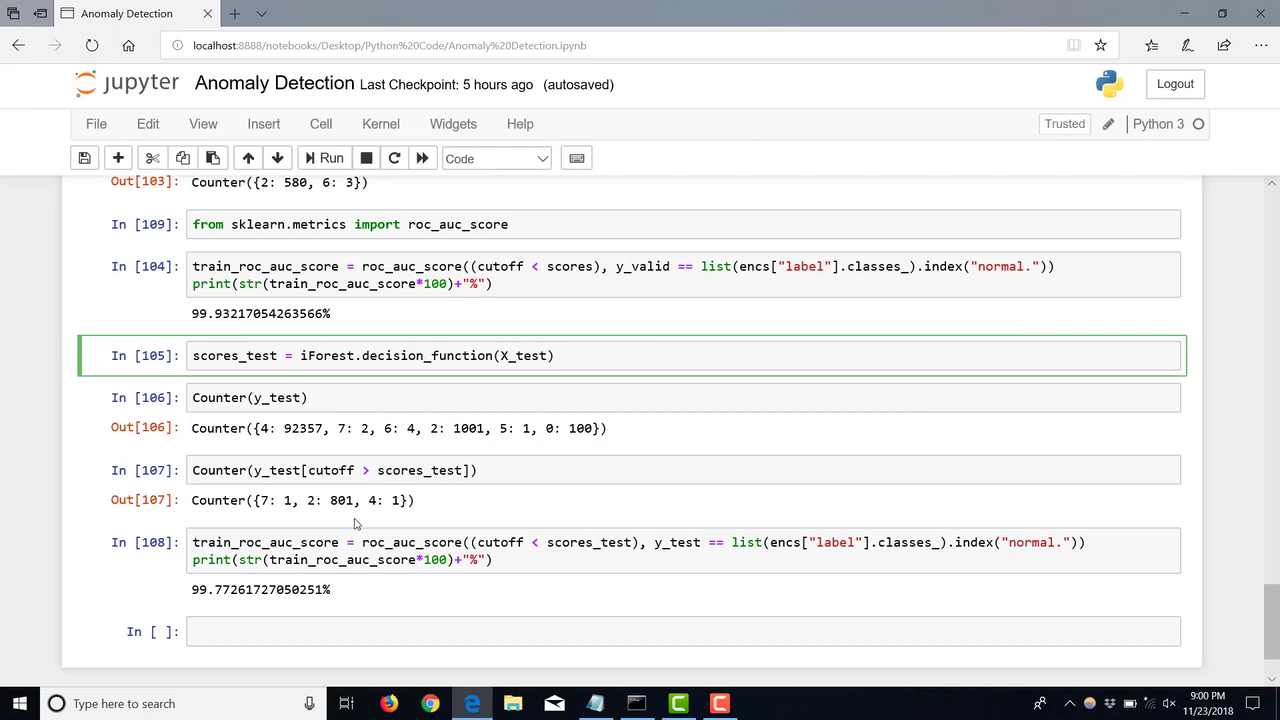 Anomaly Detection
localhost:8888/notebooks/Desktop/Python%20Code/Anomaly%20Detection.ipynb
jupyter Anomaly Detection Last Checkpoint: 5 hours ago (autosaved) Logout
File Edit View Insert Cell Kernel Widgets Help Trusted Python 3
Run Code
Out[103]: Counter({2: 580, 6: 3})
In [109]: from sklearn.metrics import roc_auc_score
In [104]: train_roc_auc_score = roc_auc_score((cutoff < scores), y_valid == list(encs["label"].classes_).index("normal."))
print(str(train_roc_auc_score*100)+"%")
99.93217054263566%
In [105]: scores_test = iForest.decision_function(X_test)
In [106]: Counter(y_test)
Out[106]: Counter({4: 92357, 7: 2, 6: 4, 2: 1001, 5: 1, 0: 100})
In [107]: Counter(y_test[cutoff > scores_test])
Out[107]: Counter({7: 1, 2: 801, 4: 1})
In [108]: train_roc_auc_score = roc_auc_score((cutoff < scores_test), y_test == list(encs["label"].classes_).index("normal."))
print(str(train_roc_auc_score*100)+"%")
99.77261727050251%
In [ ]:
Type here to search
9:00 PM
11/23/2018